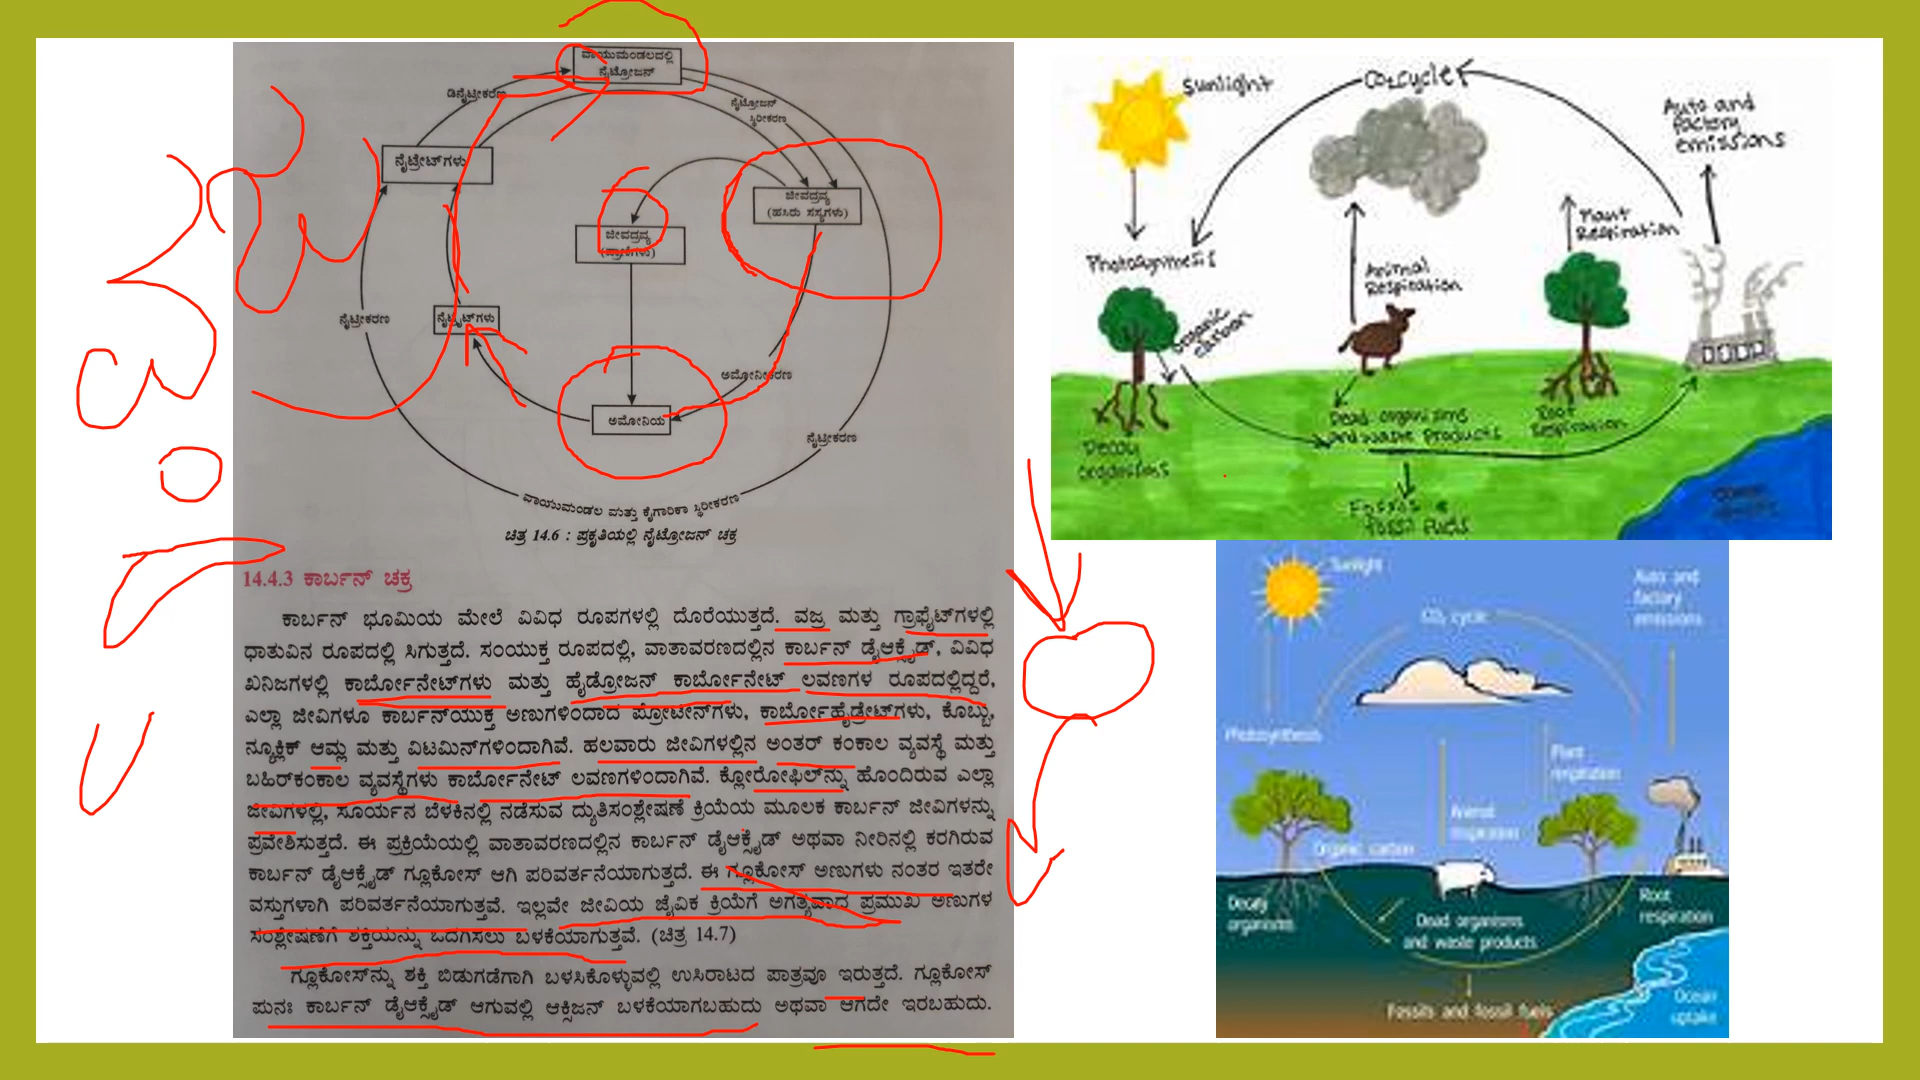 ವಾಯುಮಂಡಲದಲ್ಲಿ
ನೈಟ್ರೋಜನ್
ಡಿನೈಟ್ರೀಕರಣ
ನೈಟ್ರೋಜನ್
ಸ್ಥಿರೀಕರಣ
ನೈಟ್ರೇಟ್‌ಗಳು
ಜೀವದ್ರವ್ಯ
(ಹಸಿರು ಸಸ್ಯಗಳು)
ಜೀವದ್ರವ್ಯ
(ಪ್ರಾಣಿಗಳು)
ನೈಟ್ರೀಕರಣ
ನೈಟ್ರೈಟ್‌ಗಳು
ಅಮೋನೀಕರಣ
ಅಮೋನಿಯ
ನೈಟ್ರೀಕರಣ
ವಾಯುಮಂಡಲ ಮತ್ತು ಕೈಗಾರಿಕಾ ಸ್ಥಿರೀಕರಣ
ಚಿತ್ರ 14.6 : ಪ್ರಕೃತಿಯಲ್ಲಿ ನೈಟ್ರೋಜನ್ ಚಕ್ರ
14.4.3 ಕಾರ್ಬನ್ ಚಕ್ರ
ಕಾರ್ಬನ್ ಭೂಮಿಯ ಮೇಲೆ ವಿವಿಧ ರೂಪಗಳಲ್ಲಿ ದೊರೆಯುತ್ತದೆ. ವಜ್ರ ಮತ್ತು ಗ್ರಾಫೈಟ್‌ಗಳಲ್ಲಿ
ಧಾತುವಿನ ರೂಪದಲ್ಲಿ ಸಿಗುತ್ತದೆ. ಸಂಯುಕ್ತ ರೂಪದಲ್ಲಿ, ವಾತಾವರಣದಲ್ಲಿನ ಕಾರ್ಬನ್ ಡೈಆಕ್ಸೈಡ್, ವಿವಿಧ
ಖನಿಜಗಳಲ್ಲಿ ಕಾರ್ಬೋನೇಟ್‌ಗಳು ಮತ್ತು ಹೈಡ್ರೋಜನ್ ಕಾರ್ಬೋನೇಟ್ ಲವಣಗಳ ರೂಪದಲ್ಲಿದ್ದರೆ,
ಎಲ್ಲಾ ಜೀವಿಗಳೂ ಕಾರ್ಬನ್‌ಯುಕ್ತ ಅಣುಗಳಿಂದಾದ ಪ್ರೋಟೀನ್‌ಗಳು, ಕಾರ್ಬೋಹೈಡ್ರೇಟ್‌ಗಳು, ಕೊಬ್ಬು,
ನ್ಯೂಕ್ಲಿಕ್ ಆಮ್ಲ ಮತ್ತು ವಿಟಮಿನ್‌ಗಳಿಂದಾಗಿವೆ. ಹಲವಾರು ಜೀವಿಗಳಲ್ಲಿನ ಅಂತರ್ ಕಂಕಾಲ ವ್ಯವಸ್ಥೆ ಮತ್ತು
ಬಹಿರ್‌ಕಂಕಾಲ ವ್ಯವಸ್ಥೆಗಳು ಕಾರ್ಬೋನೇಟ್ ಲವಣಗಳಿಂದಾಗಿವೆ. ಕ್ಲೋರೋಫಿಲ್‌ನ್ನು ಹೊಂದಿರುವ ಎಲ್ಲಾ
ಜೀವಿಗಳಲ್ಲಿ, ಸೂರ್ಯನ ಬೆಳಕಿನಲ್ಲಿ ನಡೆಸುವ ದ್ಯುತಿಸಂಶ್ಲೇಷಣೆ ಕ್ರಿಯೆಯ ಮೂಲಕ ಕಾರ್ಬನ್ ಜೀವಿಗಳನ್ನು
ಪ್ರವೇಶಿಸುತ್ತದೆ. ಈ ಪ್ರಕ್ರಿಯೆಯಲ್ಲಿ ವಾತಾವರಣದಲ್ಲಿನ ಕಾರ್ಬನ್ ಡೈಆಕ್ಸೈಡ್ ಅಥವಾ ನೀರಿನಲ್ಲಿ ಕರಗಿರುವ
ಕಾರ್ಬನ್ ಡೈಆಕ್ಸೈಡ್ ಗ್ಲೂಕೋಸ್ ಆಗಿ ಪರಿವರ್ತನೆಯಾಗುತ್ತದೆ. ಈ ಗ್ಲೂಕೋಸ್ ಅಣುಗಳು ನಂತರ ಇತರೇ
ವಸ್ತುಗಳಾಗಿ ಪರಿವರ್ತನೆಯಾಗುತ್ತವೆ. ಇಲ್ಲವೇ ಜೀವಿಯ ಜೈವಿಕ ಕ್ರಿಯೆಗೆ ಅಗತ್ಯವಾದ ಪ್ರಮುಖ ಅಣುಗಳ
ಸಂಶ್ಲೇಷಣೆಗೆ ಶಕ್ತಿಯನ್ನು ಒದಗಿಸಲು ಬಳಕೆಯಾಗುತ್ತವೆ. (ಚಿತ್ರ 14.7)
ಗ್ಲೂಕೋಸ್‌ನ್ನು ಶಕ್ತಿ ಬಿಡುಗಡೆಗಾಗಿ ಬಳಸಿಕೊಳ್ಳುವಲ್ಲಿ ಉಸಿರಾಟದ ಪಾತ್ರವೂ ಇರುತ್ತದೆ. ಗ್ಲೂಕೋಸ್
ಪುನಃ ಕಾರ್ಬನ್ ಡೈಆಕ್ಸೈಡ್ ಆಗುವಲ್ಲಿ ಆಕ್ಸಿಜನ್ ಬಳಕೆಯಾಗಬಹುದು ಅಥವಾ ಆಗದೇ ಇರಬಹುದು.
Sunlight
CO2 cycle
Auto and
factory
emissions
Plant
Respiration
Photosynthesis
Animal
Respiration
Organic
carbon
Dead organisms
and waste products
Root
Respiration
Decay
organisms
Fossils &
fossil fuels
Sunlight
Auto and
factory
emissions
CO2 cycle
Photosynthesis
Plant
respiration
Animal
respiration
Organic carbon
Decay
organisms
Dead organisms
and waste products
Root
respiration
Fossils and fossil fuels
Ocean
uptake